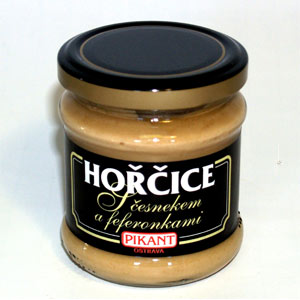 HOŘČICE
S česnekem
a feferonkami
PIKANT
OSTRAVA